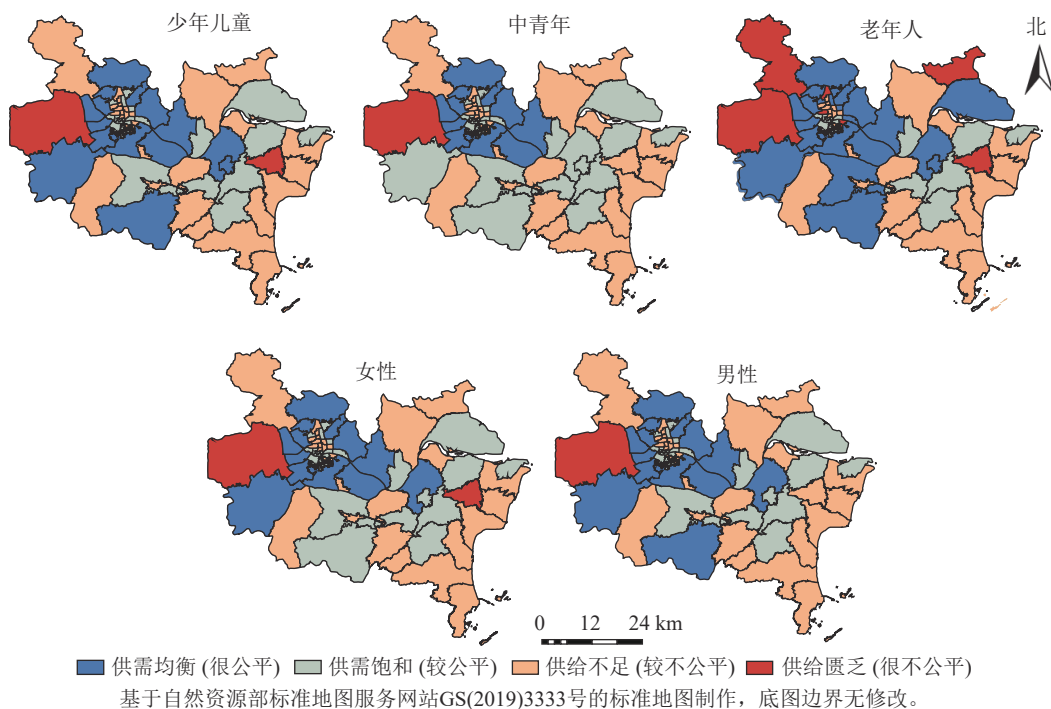 少年儿童
中青年
老年人
北
女性
男性
0 12 24 km
供需均衡 (很公平) 供需饱和 (较公平) 供给不足 (较不公平) 供给匮乏 (很不公平)
基于自然资源部标准地图服务网站GS(2019)3333号的标准地图制作，底图边界无修改。